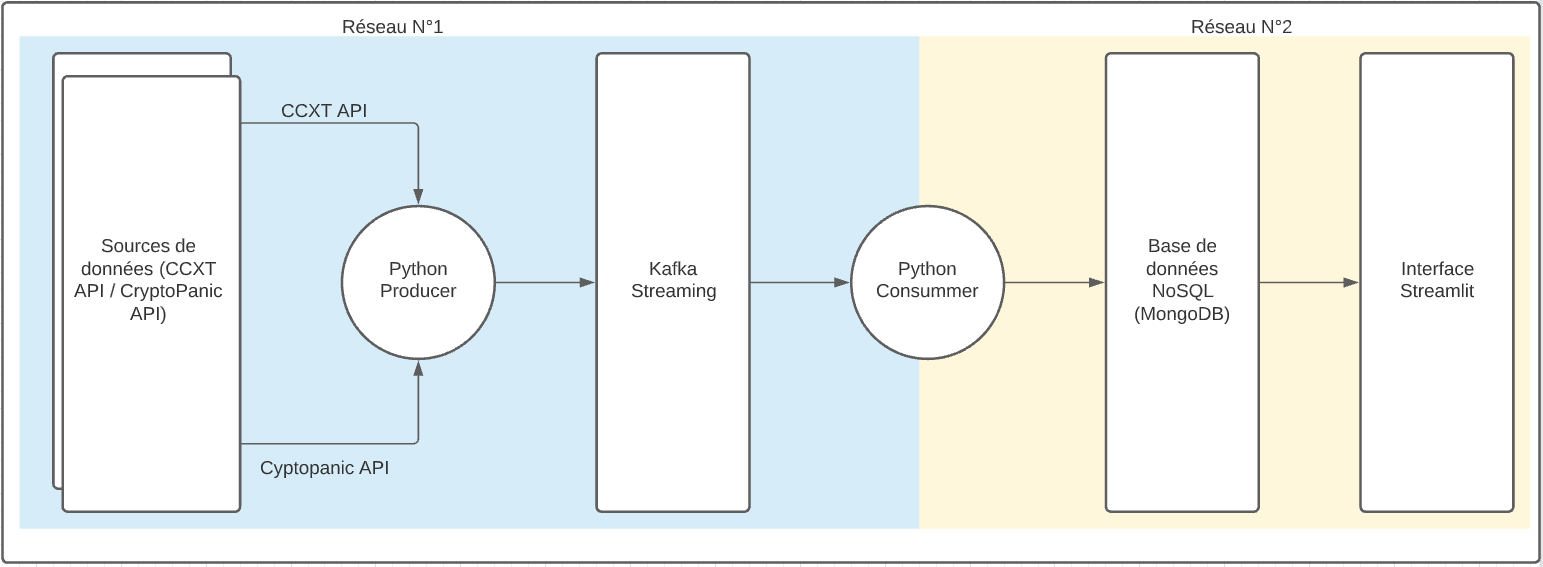 Réseau N°1
Réseau N°2
CCXT API
Sources de
données (CCXT
API / CryptoPanic
API)
Python
Producer
Kafka
Streaming
Python
Consummer
Base de
données
NoSQL
(MongoDB)
Interface
Streamlit
Cyptopanic API